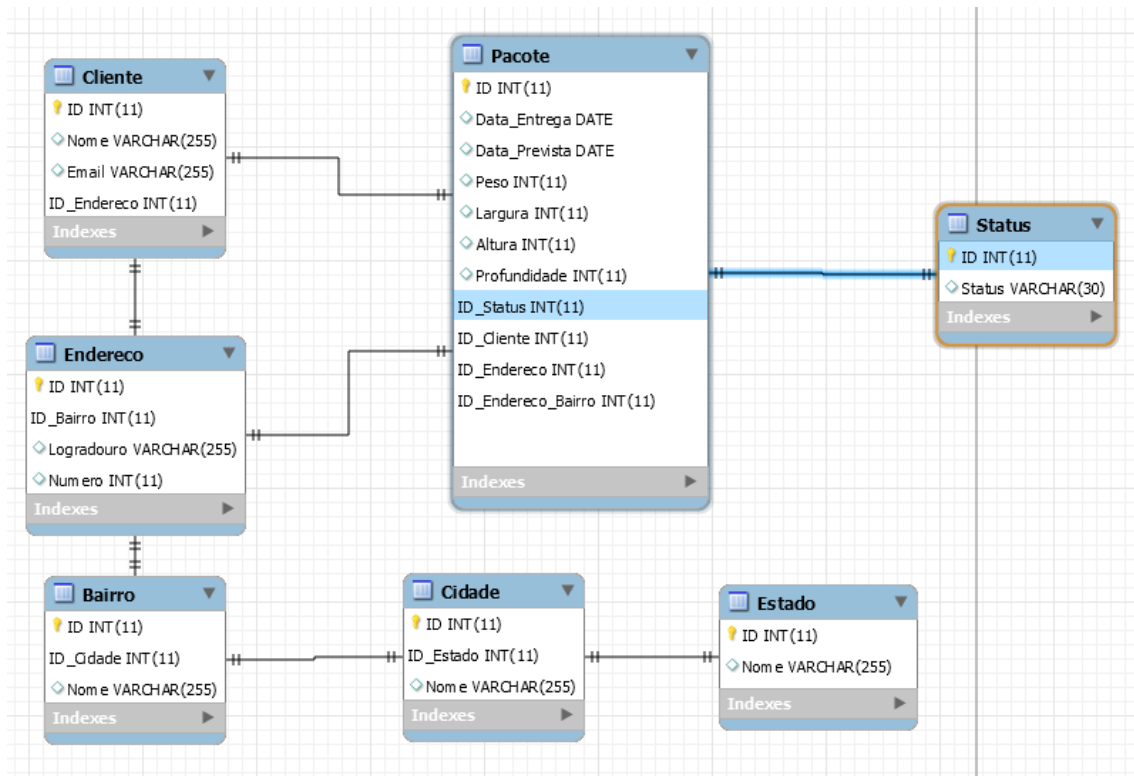 Cliente
ID INT(11)
Nome VARCHAR(255)
Email VARCHAR(255)
ID_Endereco INT(11)
Indexes
Pacote
ID INT(11)
Data_Entrega DATE
Data_Prevista DATE
Peso INT(11)
Largura INT(11)
Altura INT(11)
Profundidade INT(11)
ID_Status INT(11)
ID_Cliente INT(11)
ID_Endereco INT(11)
ID_Endereco_Bairro INT(11)
Indexes
Status
ID INT(11)
Status VARCHAR(30)
Indexes
Endereco
ID INT(11)
ID_Bairro INT(11)
Logradouro VARCHAR(255)
Numero INT(11)
Indexes
Bairro
ID INT(11)
ID_Cidade INT(11)
Nome VARCHAR(255)
Indexes
Cidade
ID INT(11)
ID_Estado INT(11)
Nome VARCHAR(255)
Indexes
Estado
ID INT(11)
Nome VARCHAR(255)
Indexes